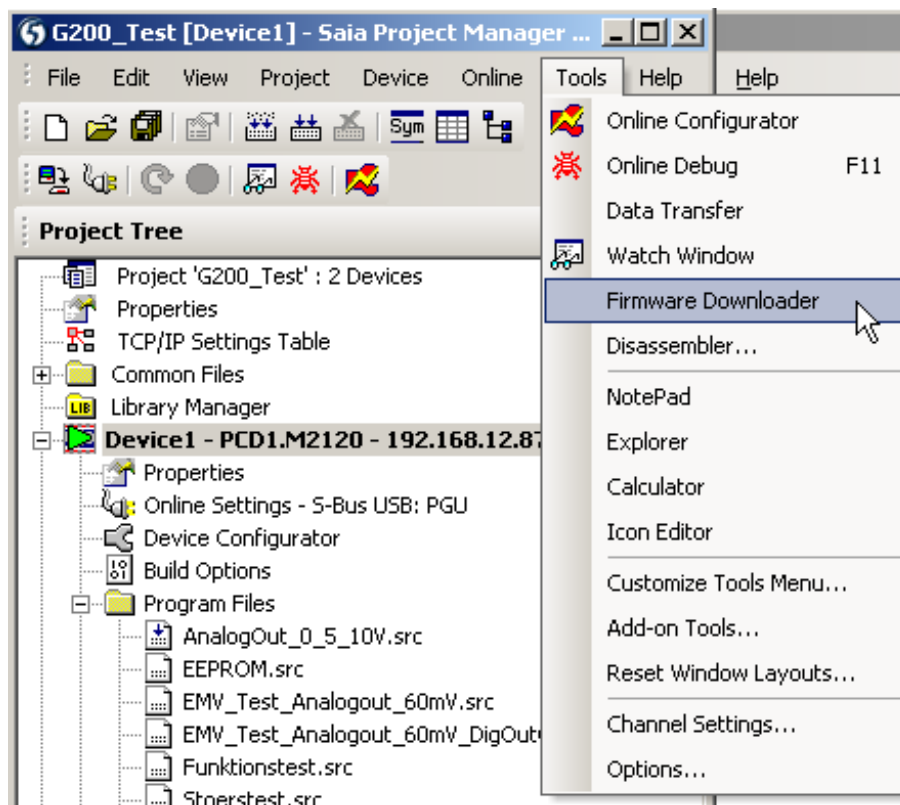 G200_Test [Device1] - Saia Project Manager ...
File Edit View Project Device Online Tools Help Help
Sym
Project Tree
Project 'G200_Test' : 2 Devices
Properties
TCP/IP Settings Table
Common Files
LIB Library Manager
Device1 - PCD1.M2120 - 192.168.12.87
Properties
Online Settings - S-Bus USB: PGU
Device Configurator
Build Options
Program Files
AnalogOut_0_5_10V.src
EEPROM.src
EMV_Test_Analogout_60mV.src
EMV_Test_Analogout_60mV_DigOut
Funktionstest.src
Stoerstest.src
Online Configurator
Online Debug F11
Data Transfer
Watch Window
Firmware Downloader
Disassembler...
NotePad
Explorer
Calculator
Icon Editor
Customize Tools Menu...
Add-on Tools...
Reset Window Layouts...
Channel Settings...
Options...